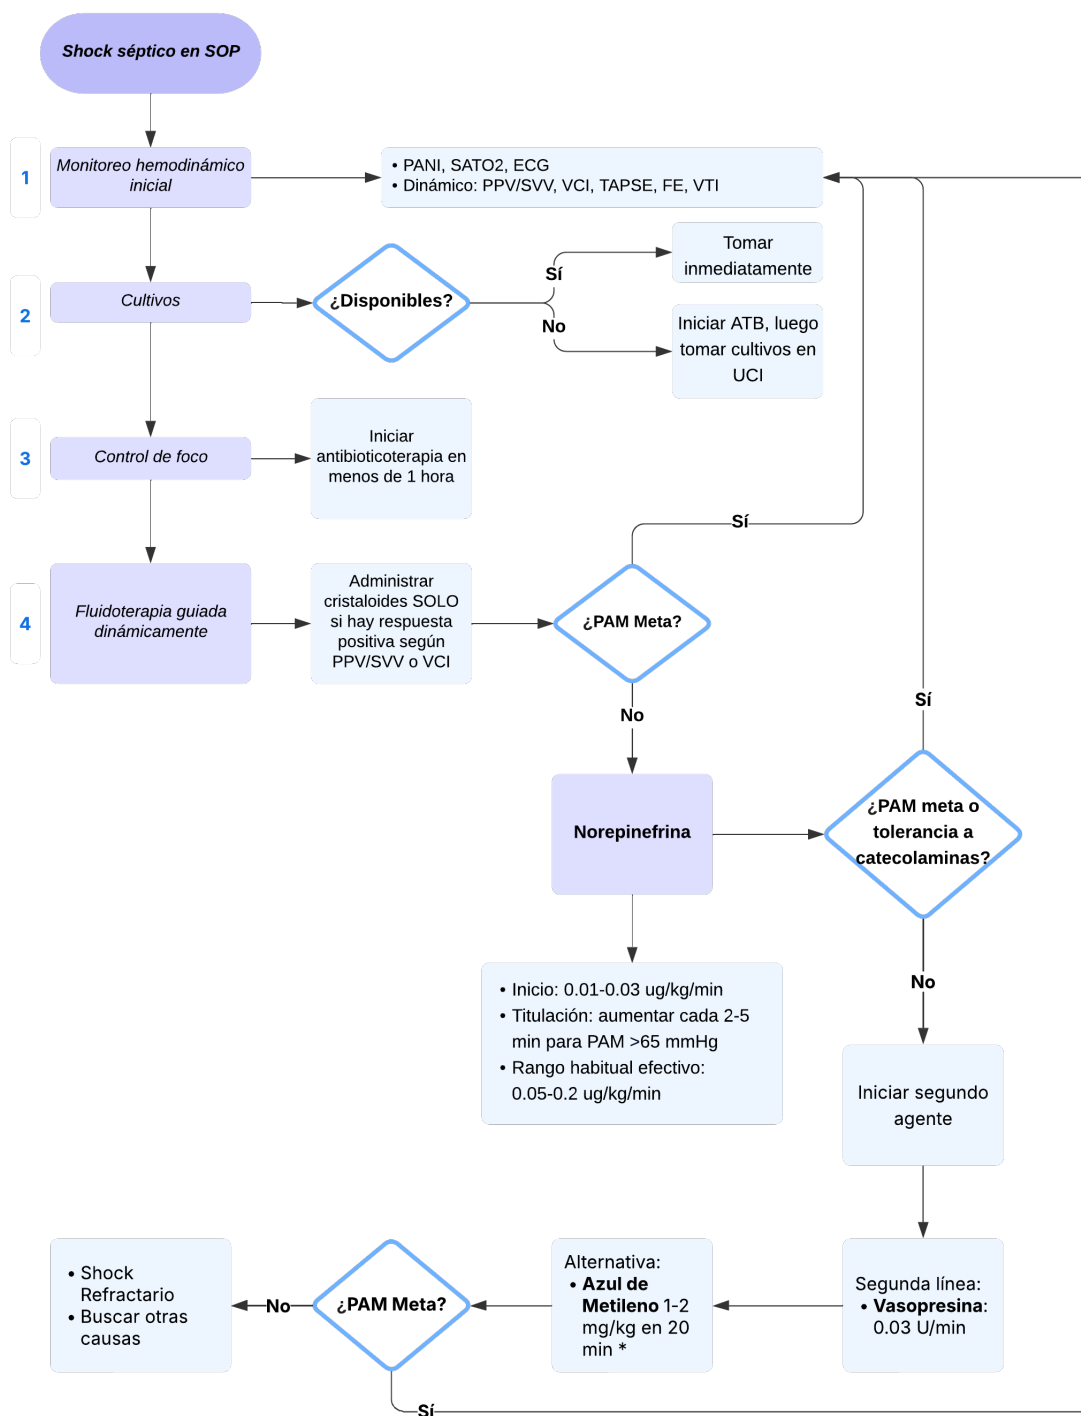 Shock séptico en SOP
1
Monitoreo hemodinámico
inicial
• PANI, SATO2, ECG
• Dinámico: PPV/SVV, VCI, TAPSE, FE, VTI
2
Cultivos
¿Disponibles?
Sí
Tomar
inmediatamente
No
Iniciar ATB, luego
tomar cultivos en
UCI
3
Control de foco
Iniciar
antibioticoterapia en
menos de 1 hora
4
Fluidoterapia guiada
dinámicamente
Administrar
cristaloides SOLO
si hay respuesta
positiva según
PPV/SVV o VCI
¿PAM Meta?
Sí
No
Norepinefrina
• Inicio: 0.01-0.03 ug/kg/min
• Titulación: aumentar cada 2-5
min para PAM >65 mmHg
• Rango habitual efectivo:
0.05-0.2 ug/kg/min
¿PAM meta o
tolerancia a
catecolaminas?
Sí
No
Iniciar segundo
agente
Segunda línea:
• Vasopresina:
0.03 U/min
Alternativa:
• Azul de
Metileno 1-2
mg/kg en 20
min *
¿PAM Meta?
No
• Shock
Refractario
• Buscar otras
causas
Sí